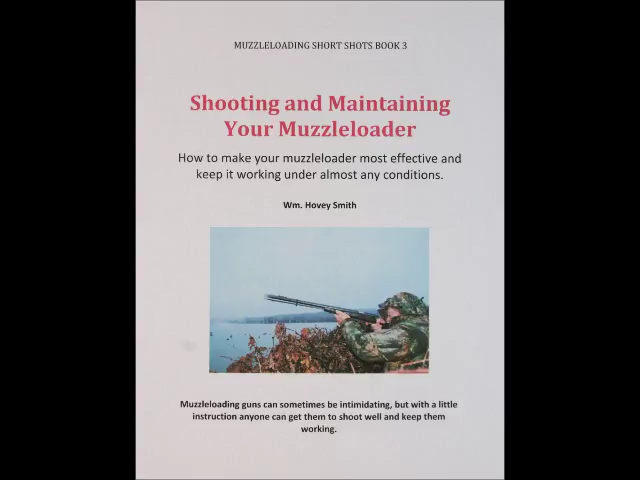 MUZZLELOADING SHORT SHOTS BOOK 3
Shooting and Maintaining
Your Muzzleloader
How to make your muzzleloader most effective and
keep it working under almost any conditions.
Wm. Hovey Smith
Muzzleloading guns can sometimes be intimidating, but with a little
instruction anyone can get them to shoot well and keep them
working.